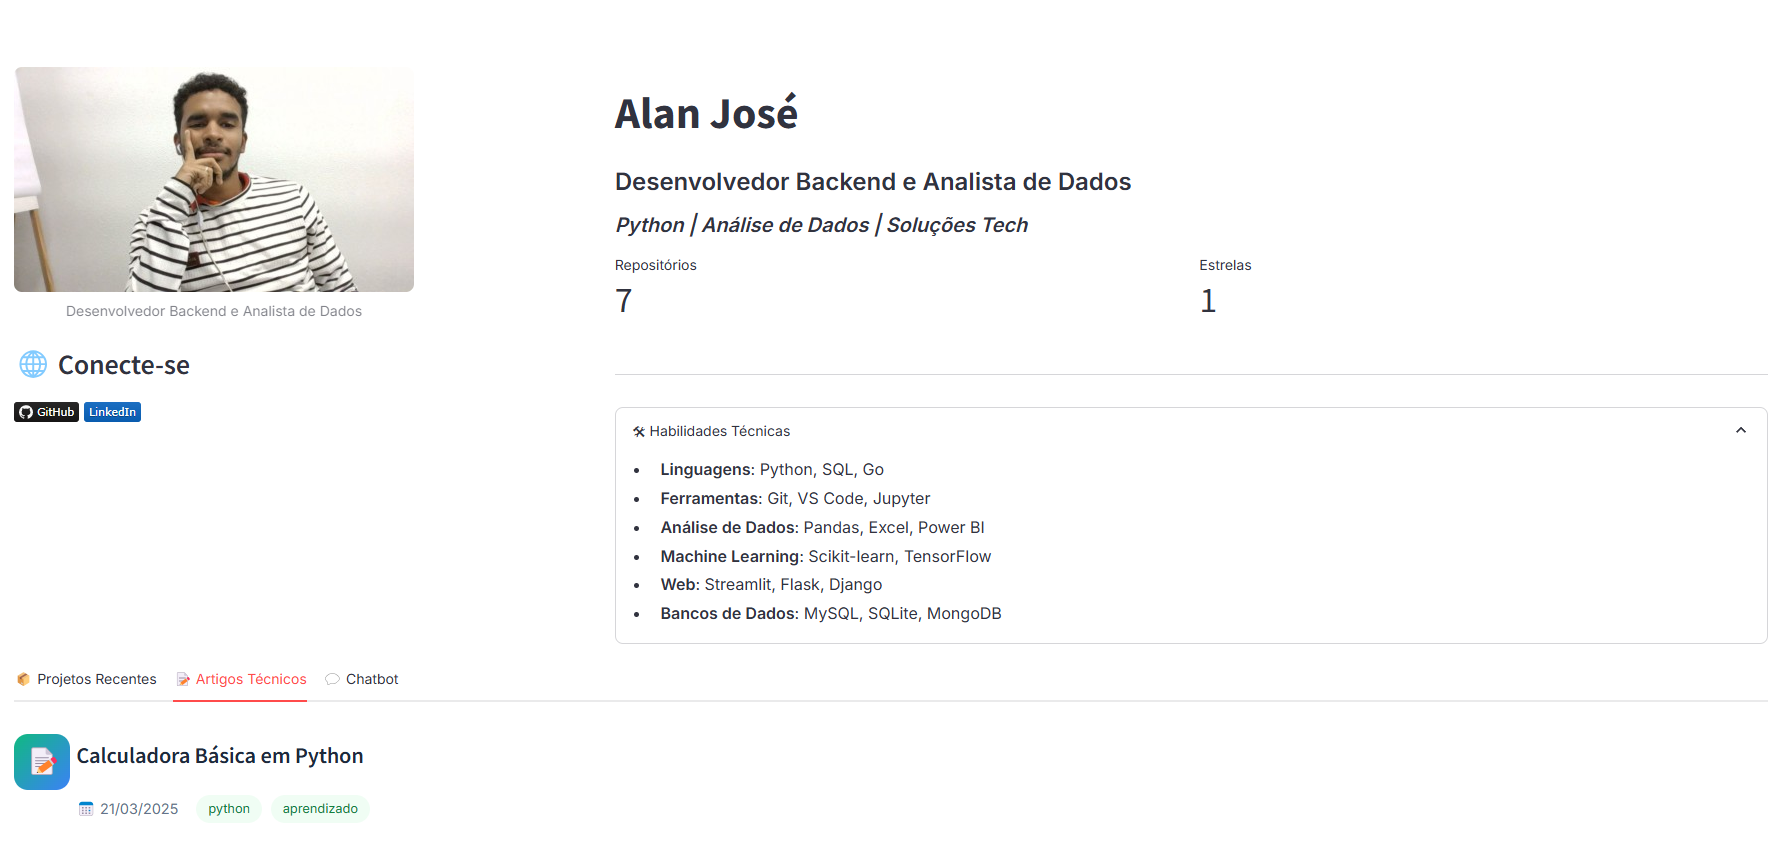 Desenvolvedor Backend e Analista de Dados
Conecte-se
GitHub LinkedIn
Alan José
Desenvolvedor Backend e Analista de Dados
Python | Análise de Dados | Soluções Tech
Repositórios
7
Estrelas
1
Habilidades Técnicas
Linguagens: Python, SQL, Go
Ferramentas: Git, VS Code, Jupyter
Análise de Dados: Pandas, Excel, Power BI
Machine Learning: Scikit-learn, TensorFlow
Web: Streamlit, Flask, Django
Bancos de Dados: MySQL, SQLite, MongoDB
Projetos Recentes Artigos Técnicos Chatbot
Calculadora Básica em Python
21/03/2025 python aprendizado